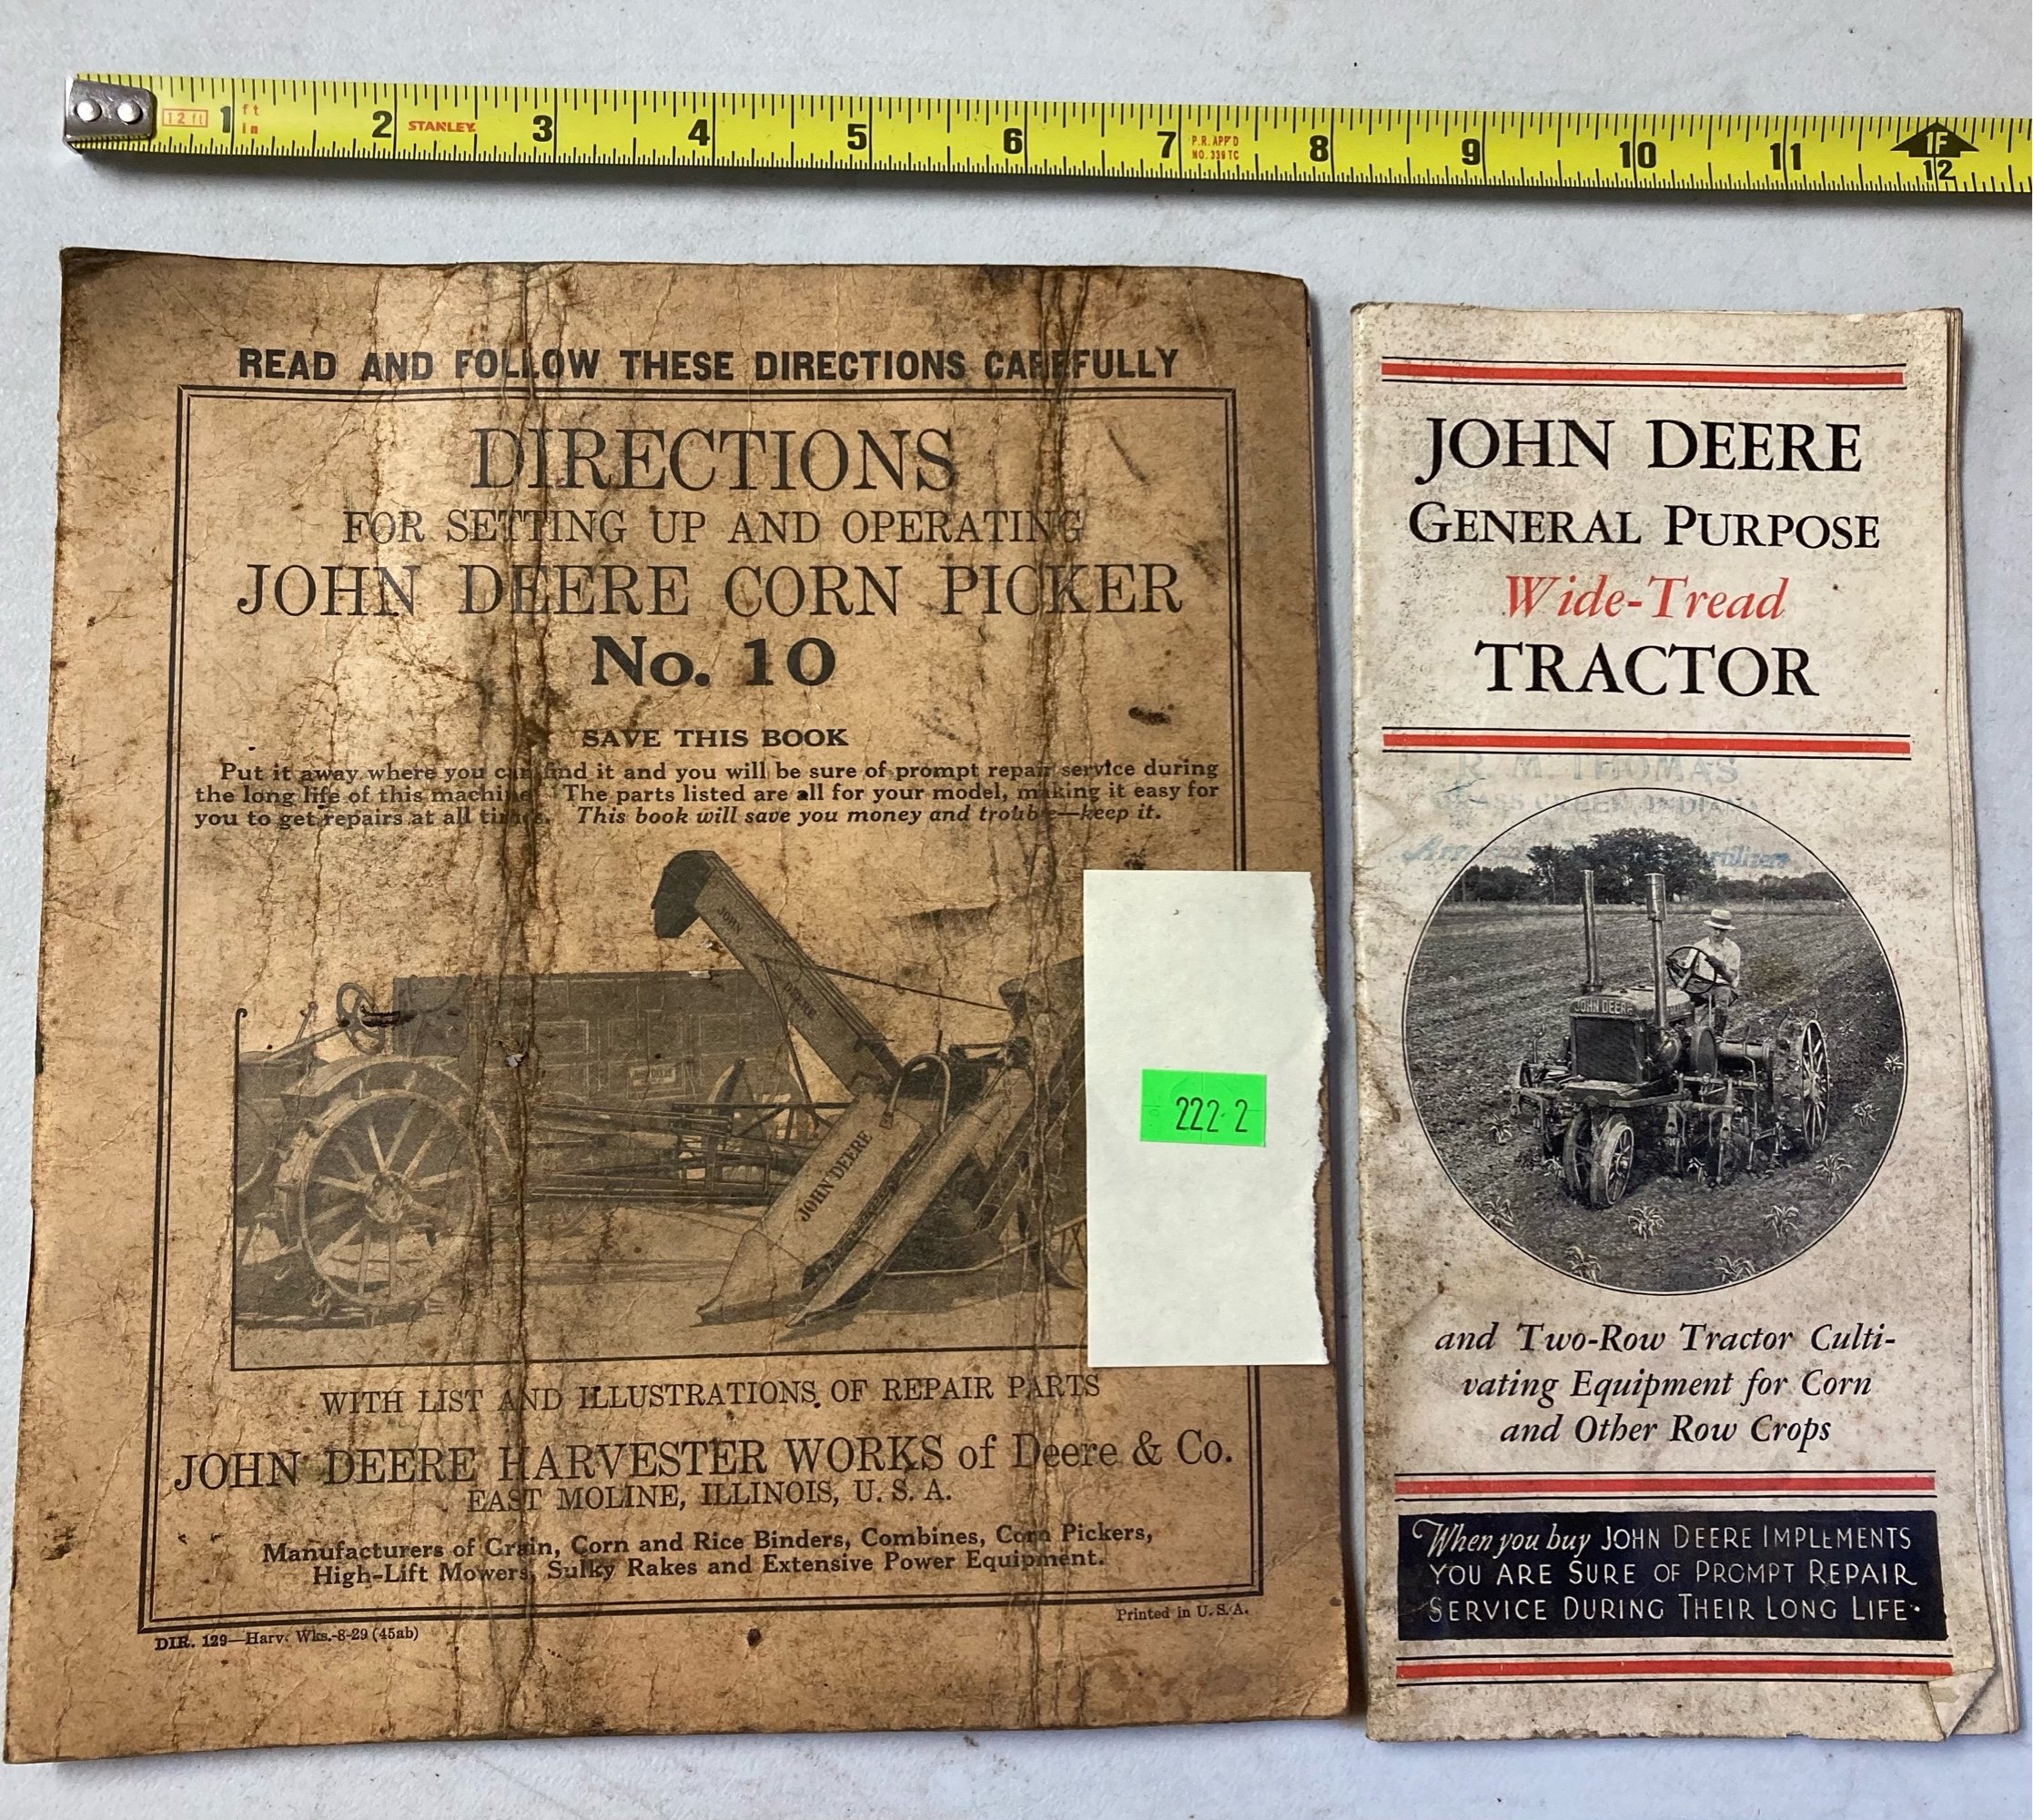 12 ft 1 ft in 2 STANLEY 3 4 5 6 7 P.R. APP'D NO. 339 TC 8 9 10 11 1F 12
READ AND FOLLOW THESE DIRECTIONS CAREFULLY
DIRECTIONS
FOR SETTING UP AND OPERATING
JOHN DEERE CORN PICKER
No. 10
SAVE THIS BOOK
Put it away where you can find it and you will be sure of prompt repair service during
the long life of this machine. The parts listed are all for your model, making it easy for
you to get repairs at all times. This book will save you money and trouble—keep it.
JOHN DEERE
JOHN DEERE
222·2
WITH LIST AND ILLUSTRATIONS OF REPAIR PARTS
JOHN DEERE HARVESTER WORKS of Deere & Co.
EAST MOLINE, ILLINOIS, U. S. A.
Manufacturers of Grain, Corn and Rice Binders, Combines, Corn Pickers,
High-Lift Mowers, Sulky Rakes and Extensive Power Equipment.
Printed in U. S. A.
DIR. 129—Harv. Wks.-8-29 (45ab)
JOHN DEERE
GENERAL PURPOSE
Wide-Tread
TRACTOR
R. M. THOMAS
GRASS CREEK, INDIANA
JOHN DEERE
and Two-Row Tractor Culti-
vating Equipment for Corn
and Other Row Crops
When you buy JOHN DEERE IMPLEMENTS
YOU ARE SURE OF PROMPT REPAIR
SERVICE DURING THEIR LONG LIFE.